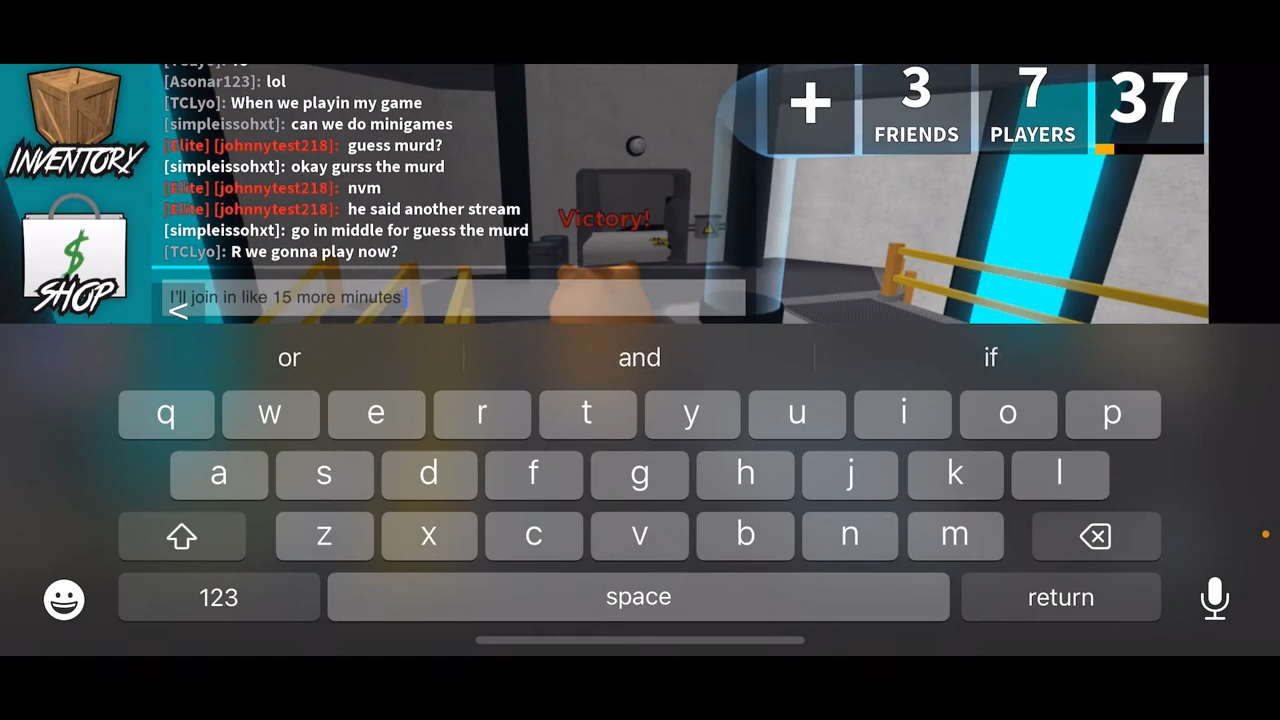 [Asonar123]: lol
[TCLyo]: When we playin my game
[simpleissohxt]: can we do minigames
[Elite] [johnnytest218]: guess murd?
[simpleissohxt]: okay gurss the murd
[Elite] [johnnytest218]: nvm
[Elite] [johnnytest218]: he said another stream
[simpleissohxt]: go in middle for guess the murd
[TCLyo]: R we gonna play now?
I'll join in like 15 more minutes
<
INVENTORY
$
SHOP
Victory!
+
3
FRIENDS
7
PLAYERS
37
or and if
q w e r t y u i o p
a s d f g h j k l
z x c v b n m
123 space return